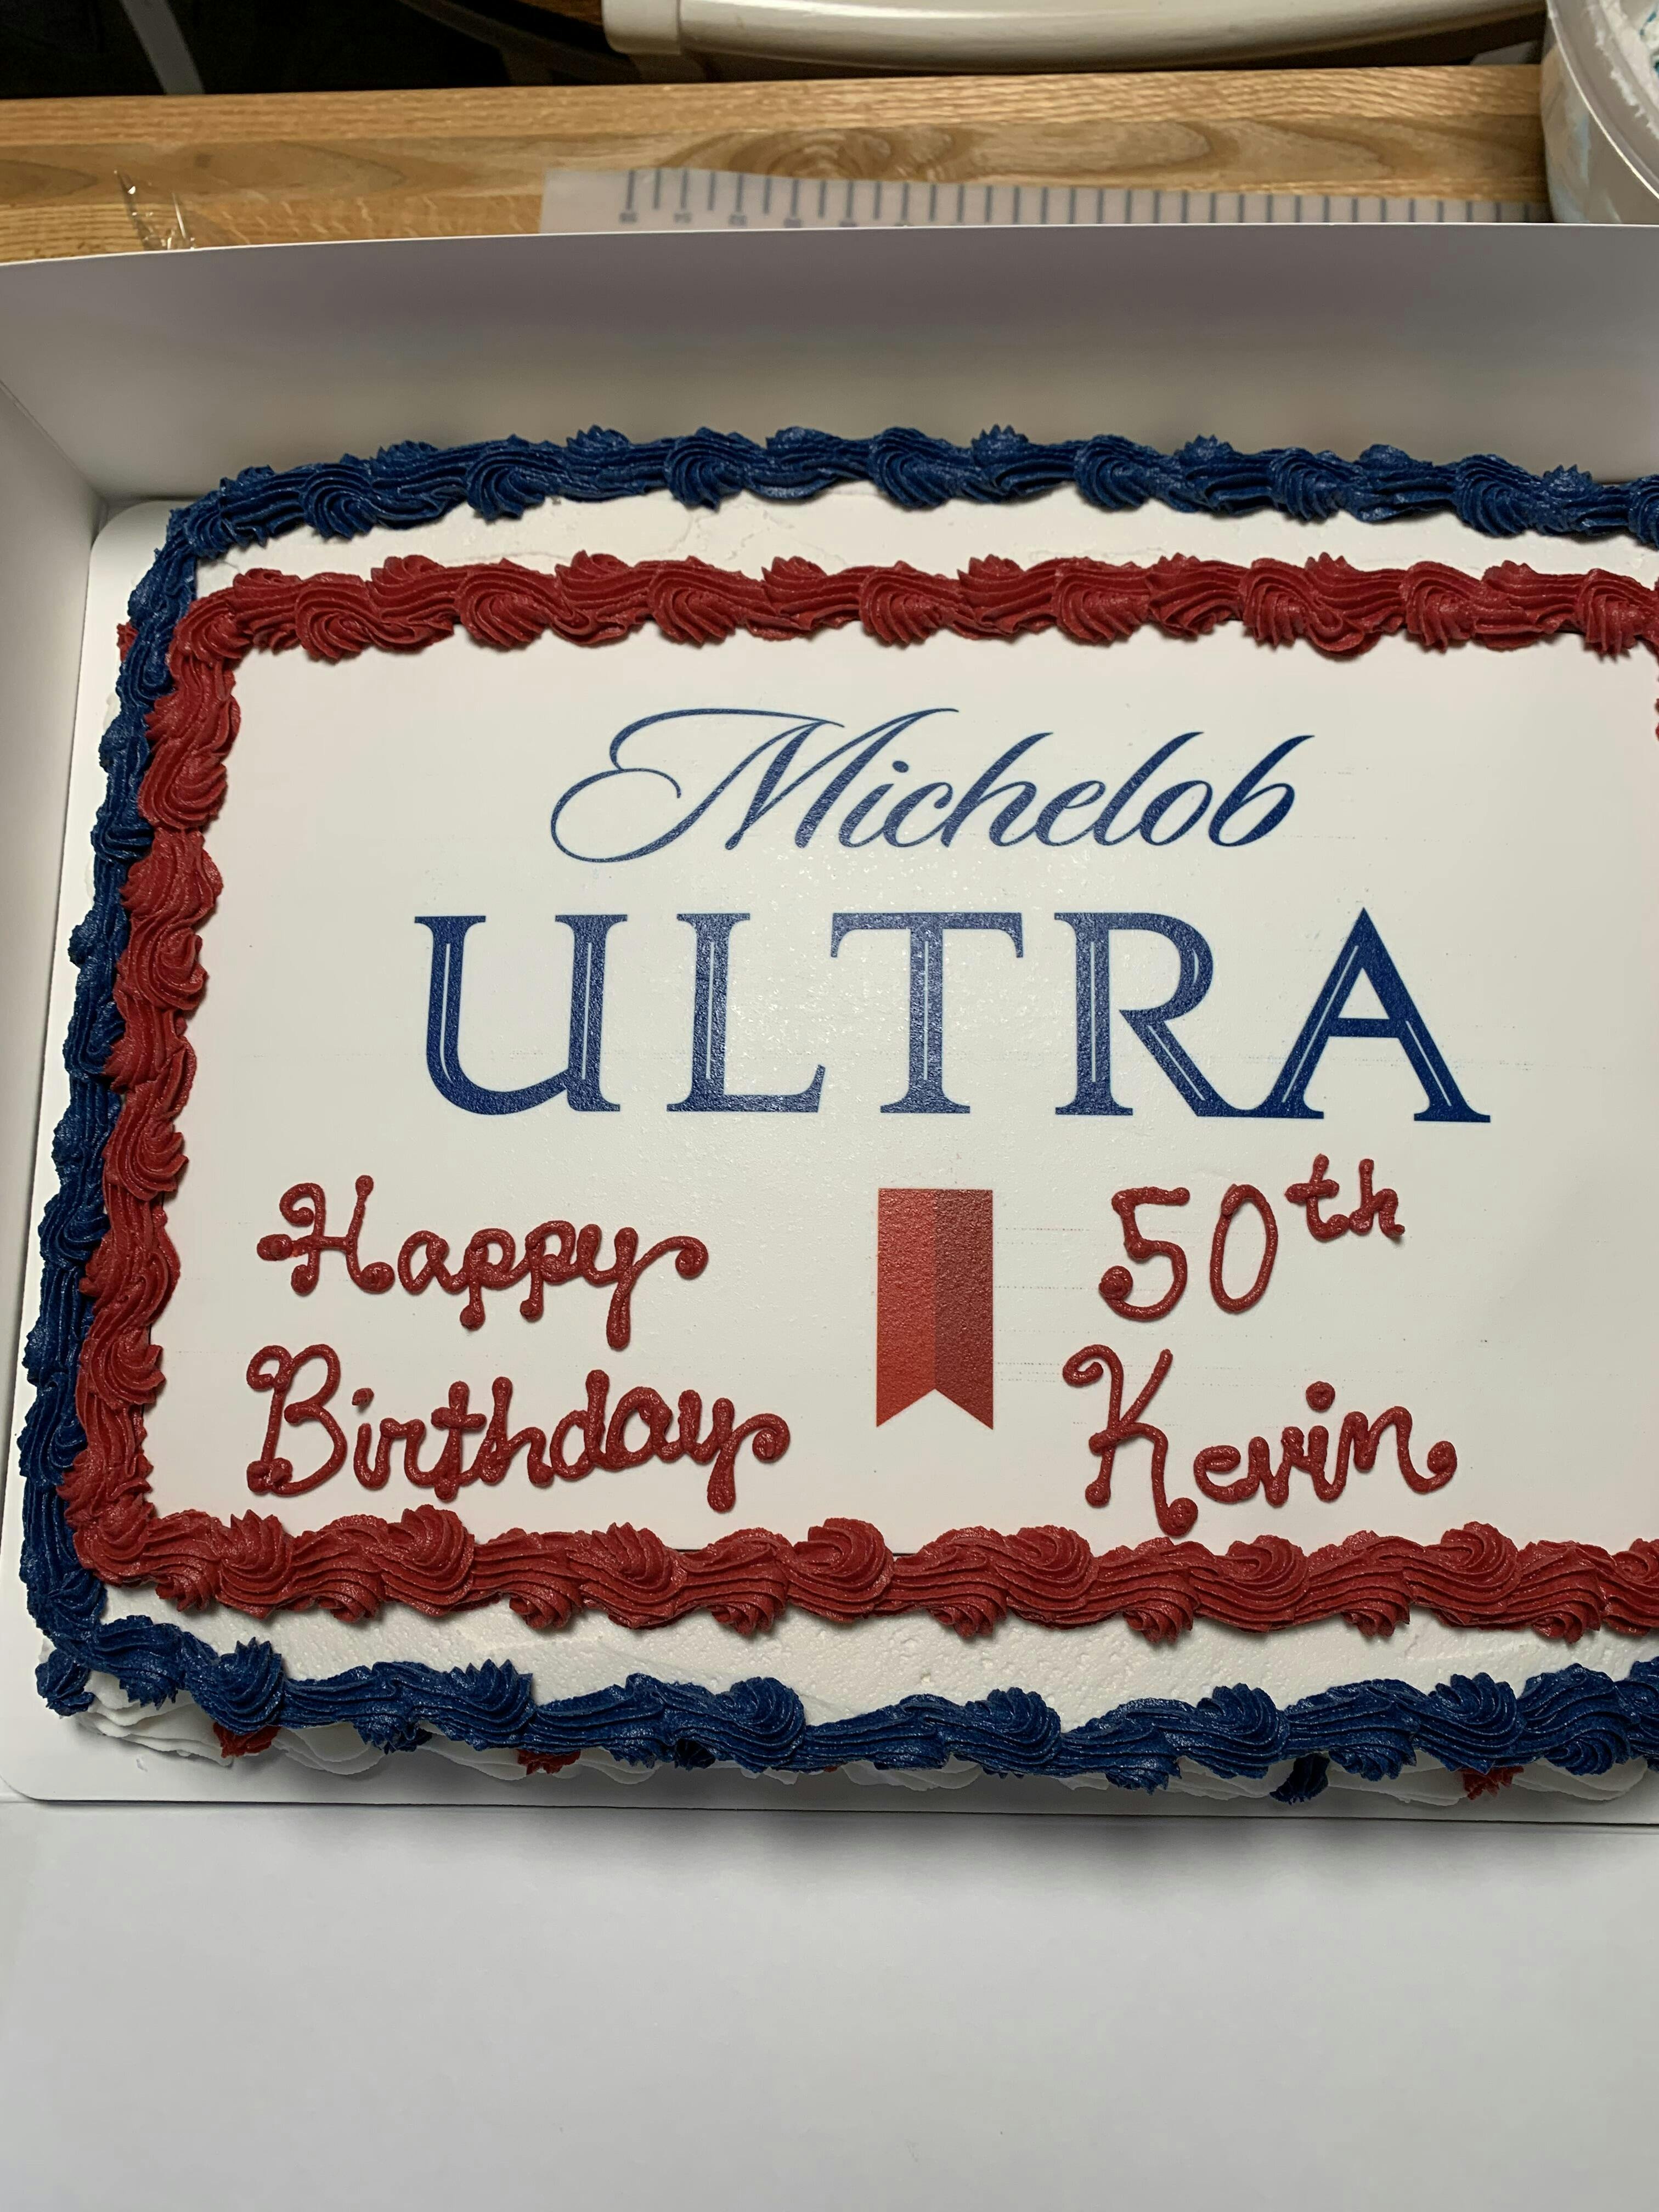 Michelob
ULTRA
Happy 50th
Birthday Kevin